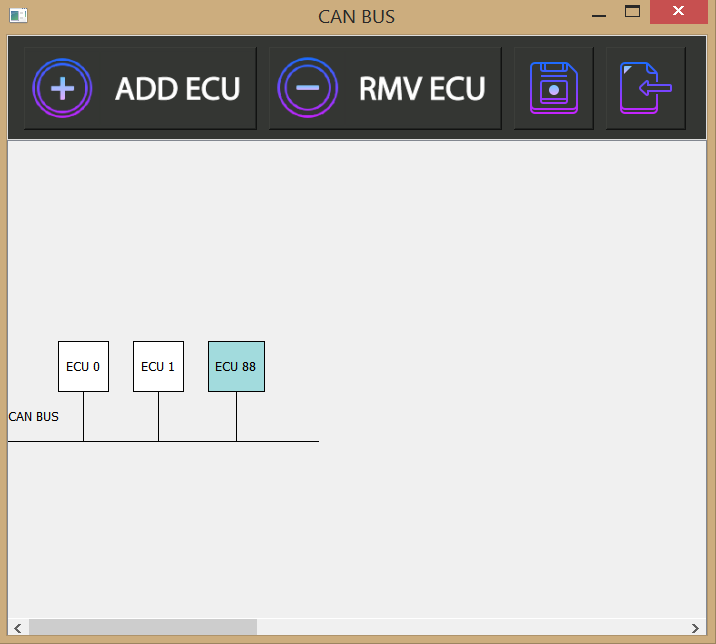 CAN BUS
ADD ECU
RMV ECU
ECU 0
ECU 1
ECU 88
CAN BUS